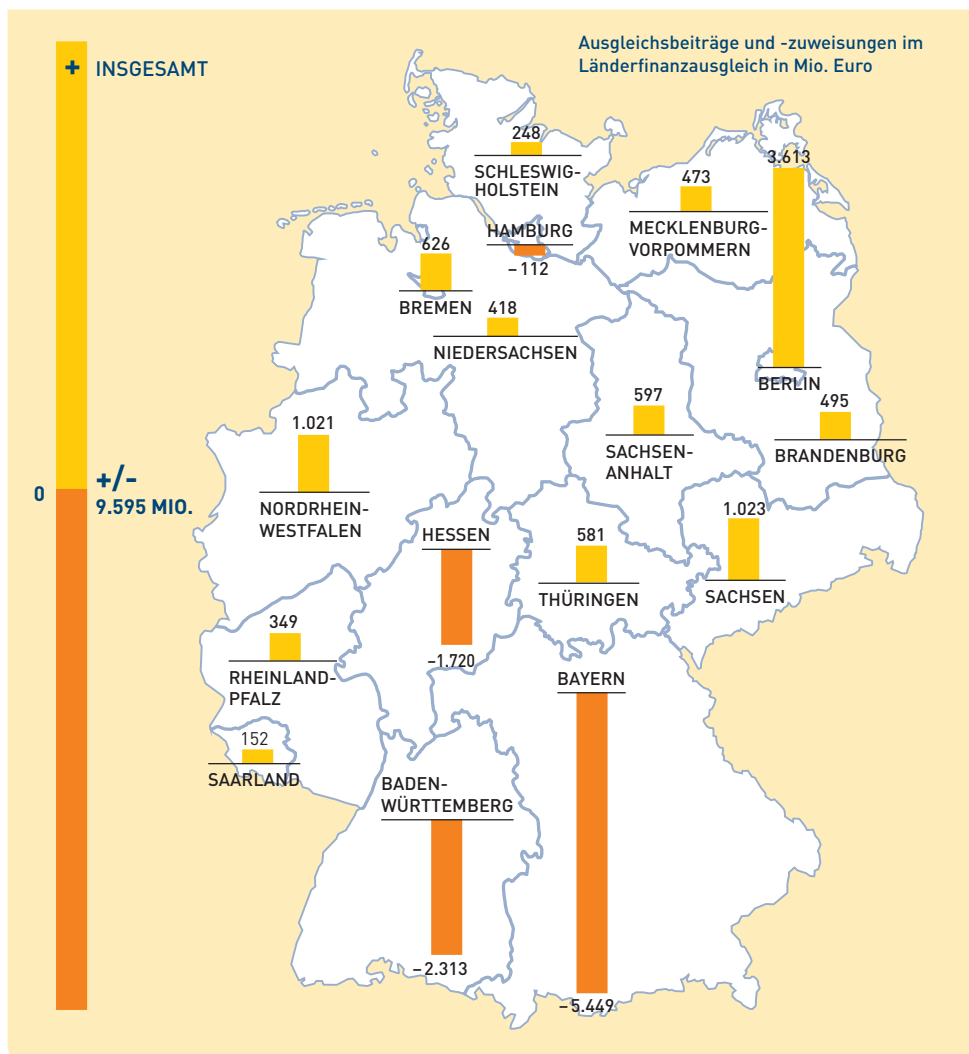 + INSGESAMT
Ausgleichsbeiträge und -zuweisungen im
Länderfinanzausgleich in Mio. Euro
248
SCHLESWIG-
HOLSTEIN
3.613
BERLIN
473
MECKLENBURG-
VORPOMMERN
HAMBURG
–112
626
BREMEN
418
NIEDERSACHSEN
597
SACHSEN-
ANHALT
495
BRANDENBURG
1.021
NORDRHEIN-
WESTFALEN
0
+/-
9.595 MIO.
HESSEN
–1.720
581
THÜRINGEN
1.023
SACHSEN
349
RHEINLAND-
PFALZ
BAYERN
–5.449
152
SAARLAND
BADEN-
WÜRTTEMBERG
–2.313